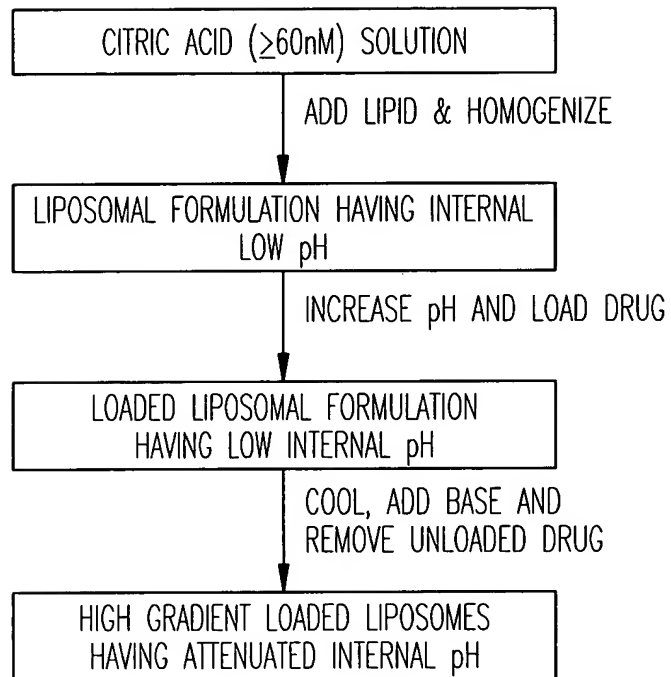 CITRIC ACID (≥60nM) SOLUTION
ADD LIPID & HOMOGENIZE
LIPOSOMAL FORMULATION HAVING INTERNAL
LOW pH
INCREASE pH AND LOAD DRUG
LOADED LIPOSOMAL FORMULATION
HAVING LOW INTERNAL pH
COOL, ADD BASE AND
REMOVE UNLOADED DRUG
HIGH GRADIENT LOADED LIPOSOMES
HAVING ATTENUATED INTERNAL pH